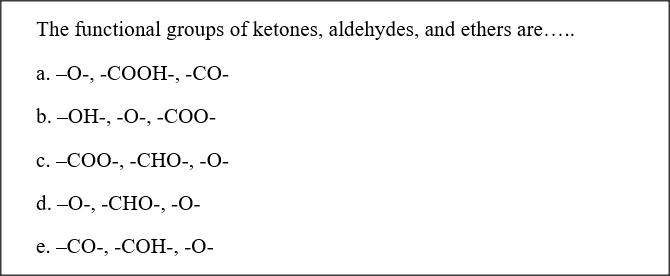 The functional groups of ketones, aldehydes, and ethers are…..
a. –O-, -COOH-, -CO-
b. –OH-, -O-, -COO-
c. –COO-, -CHO-, -O-
d. –O-, -CHO-, -O-
e. –CO-, -COH-, -O-